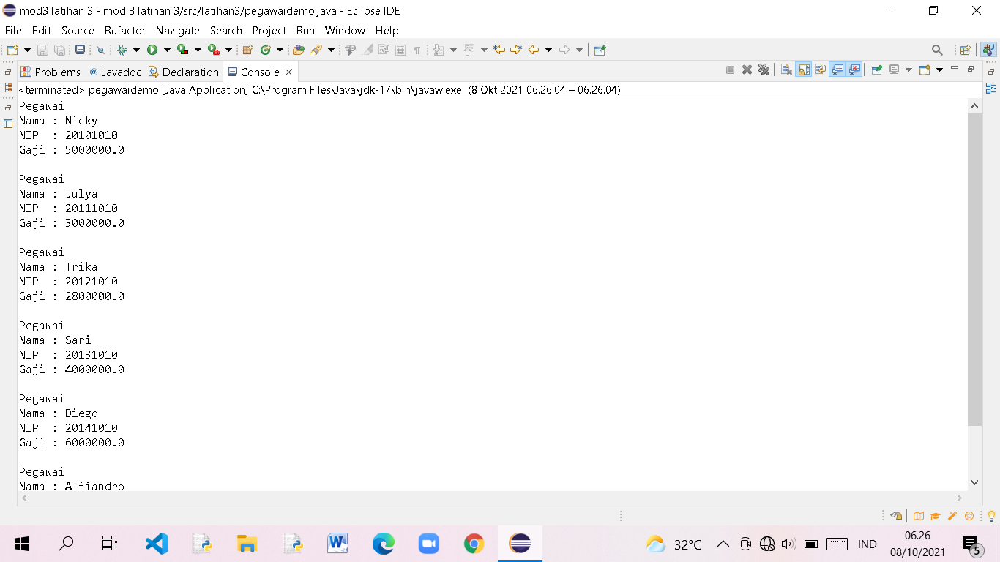 mod3 latihan 3 - mod 3 latihan 3/src/latihan3/pegawaidemo.java - Eclipse IDE
File Edit Source Refactor Navigate Search Project Run Window Help
Problems @ Javadoc Declaration Console
<terminated> pegawaidemo [Java Application] C:\Program Files\Java\jdk-17\bin\javaw.exe (8 Okt 2021 06.26.04 – 06.26.04)
Pegawai
Nama : Nicky
NIP  : 20101010
Gaji : 5000000.0
Pegawai
Nama : Julya
NIP  : 20111010
Gaji : 3000000.0
Pegawai
Nama : Trika
NIP  : 20121010
Gaji : 2800000.0
Pegawai
Nama : Sari
NIP  : 20131010
Gaji : 4000000.0
Pegawai
Nama : Diego
NIP  : 20141010
Gaji : 6000000.0
Pegawai
Nama : Alfiandro
32°C IND 06.26
08/10/2021 5